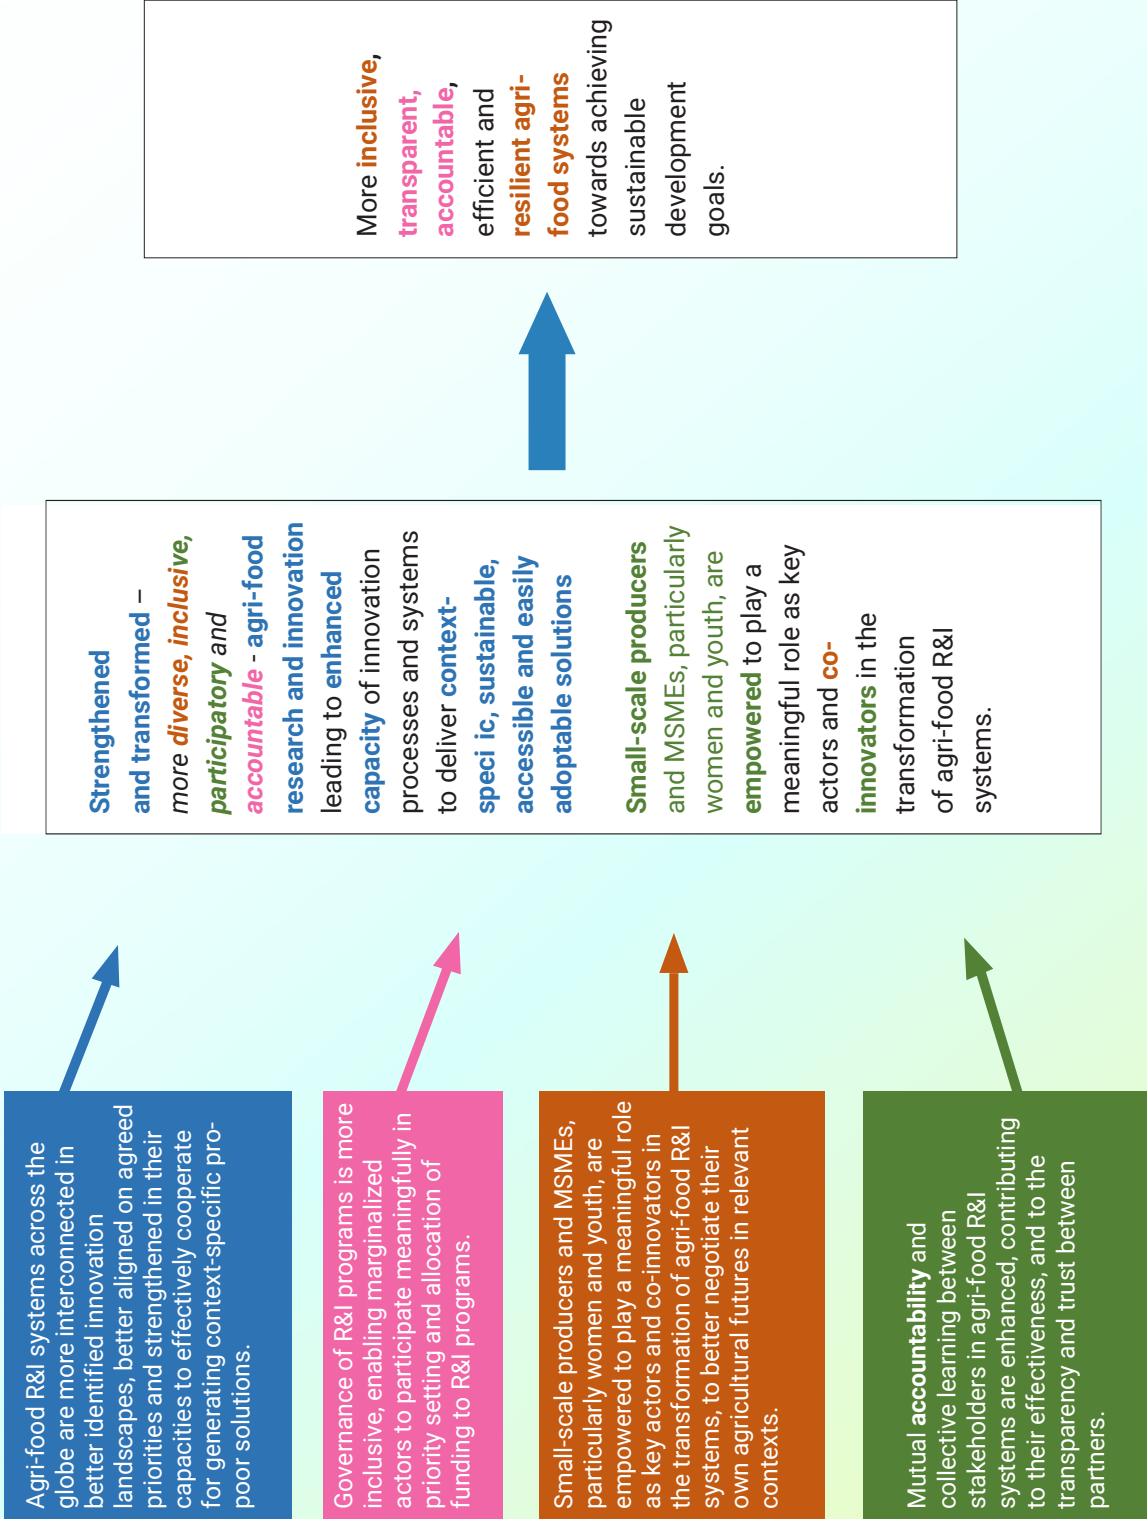 Agri-food R&I systems across the
globe are more interconnected in
better identified innovation
landscapes, better aligned on agreed
priorities and strengthened in their
capacities to effectively cooperate
for generating context-specific pro-
poor solutions.
Governance of R&I programs is more
inclusive, enabling marginalized
actors to participate meaningfully in
priority setting and allocation of
funding to R&I programs.
Small-scale producers and MSMEs,
particularly women and youth, are
empowered to play a meaningful role
as key actors and co-innovators in
the transformation of agri-food R&I
systems, to better negotiate their
own agricultural futures in relevant
contexts.
Mutual accountability and
collective learning between
stakeholders in agri-food R&I
systems are enhanced, contributing
to their effectiveness, and to the
transparency and trust between
partners.
Strengthened
and transformed –
more diverse, inclusive,
participatory and
accountable - agri-food
research and innovation
leading to enhanced
capacity of innovation
processes and systems
to deliver context-
speci ic, sustainable,
accessible and easily
adoptable solutions
Small-scale producers
and MSMEs, particularly
women and youth, are
empowered to play a
meaningful role as key
actors and co-
innovators in the
transformation
of agri-food R&I
systems.
More inclusive,
transparent,
accountable,
efficient and
resilient agri-
food systems
towards achieving
sustainable
development
goals.